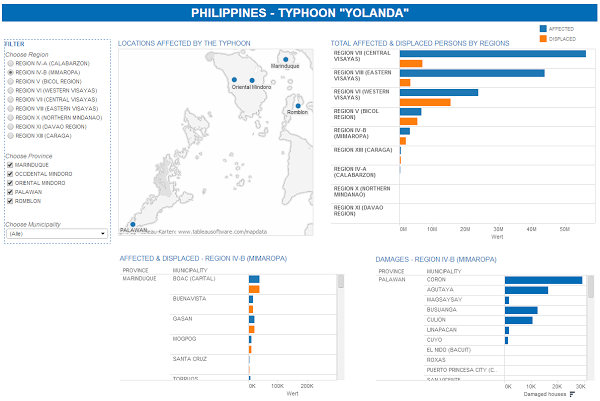 PHILIPPINES - TYPHOON "YOLANDA"
AFFECTED
DISPLACED
FILTER
Choose Region
REGION IV-A (CALABARZON)
REGION IV-B (MIMAROPA)
REGION V (BICOL REGION)
REGION VI (WESTERN VISAYAS)
REGION VII (CENTRAL VISAYAS)
REGION VIII (EASTERN VISAYAS)
REGION X (NORTHERN MINDANAO)
REGION XI (DAVAO REGION)
REGION XIII (CARAGA)
Choose Province
MARINDUQUE
OCCIDENTAL MINDORO
ORIENTAL MINDORO
PALAWAN
ROMBLON
Choose Municipality
(Alle)
LOCATIONS AFFECTED BY THE TYPHOON
Marinduque
Oriental Mindoro
Romblon
PALAWAN
eau-Karten: www.tableausoftware.com/mapdata
TOTAL AFFECTED & DISPLACED PERSONS BY REGIONS
REGION VII (CENTRAL
VISAYAS)
REGION VIII (EASTERN
VISAYAS)
REGION VI (WESTERN
VISAYAS)
REGION V (BICOL
REGION)
REGION IV-B
(MIMAROPA)
REGION XIII (CARAGA)
REGION IV-A
(CALABARZON)
REGION X (NORTHERN
MINDANAO)
REGION XI (DAVAO
REGION)
0M 10M 20M 30M 40M 50M
Wert
AFFECTED & DISPLACED - REGION IV-B (MIMAROPA)
PROVINCE MUNICIPALITY
MARINDUQUE BOAC (CAPITAL)
BUENAVISTA
GASAN
MOGPOG
SANTA CRUZ
TORRIJOS
0K 10K 20K 30K
Wert
DAMAGES - REGION IV-B (MIMAROPA)
PROVINCE MUNICIPALITY
PALAWAN CORON
AGUTAYA
MAGSAYSAY
BUSUANGA
CULION
LINAPACAN
CUYO
EL NIDO (BACUIT)
ROXAS
PUERTO PRINCESA CITY (C..
SAN VICENTE
0K 10K 20K 30K
Damaged houses